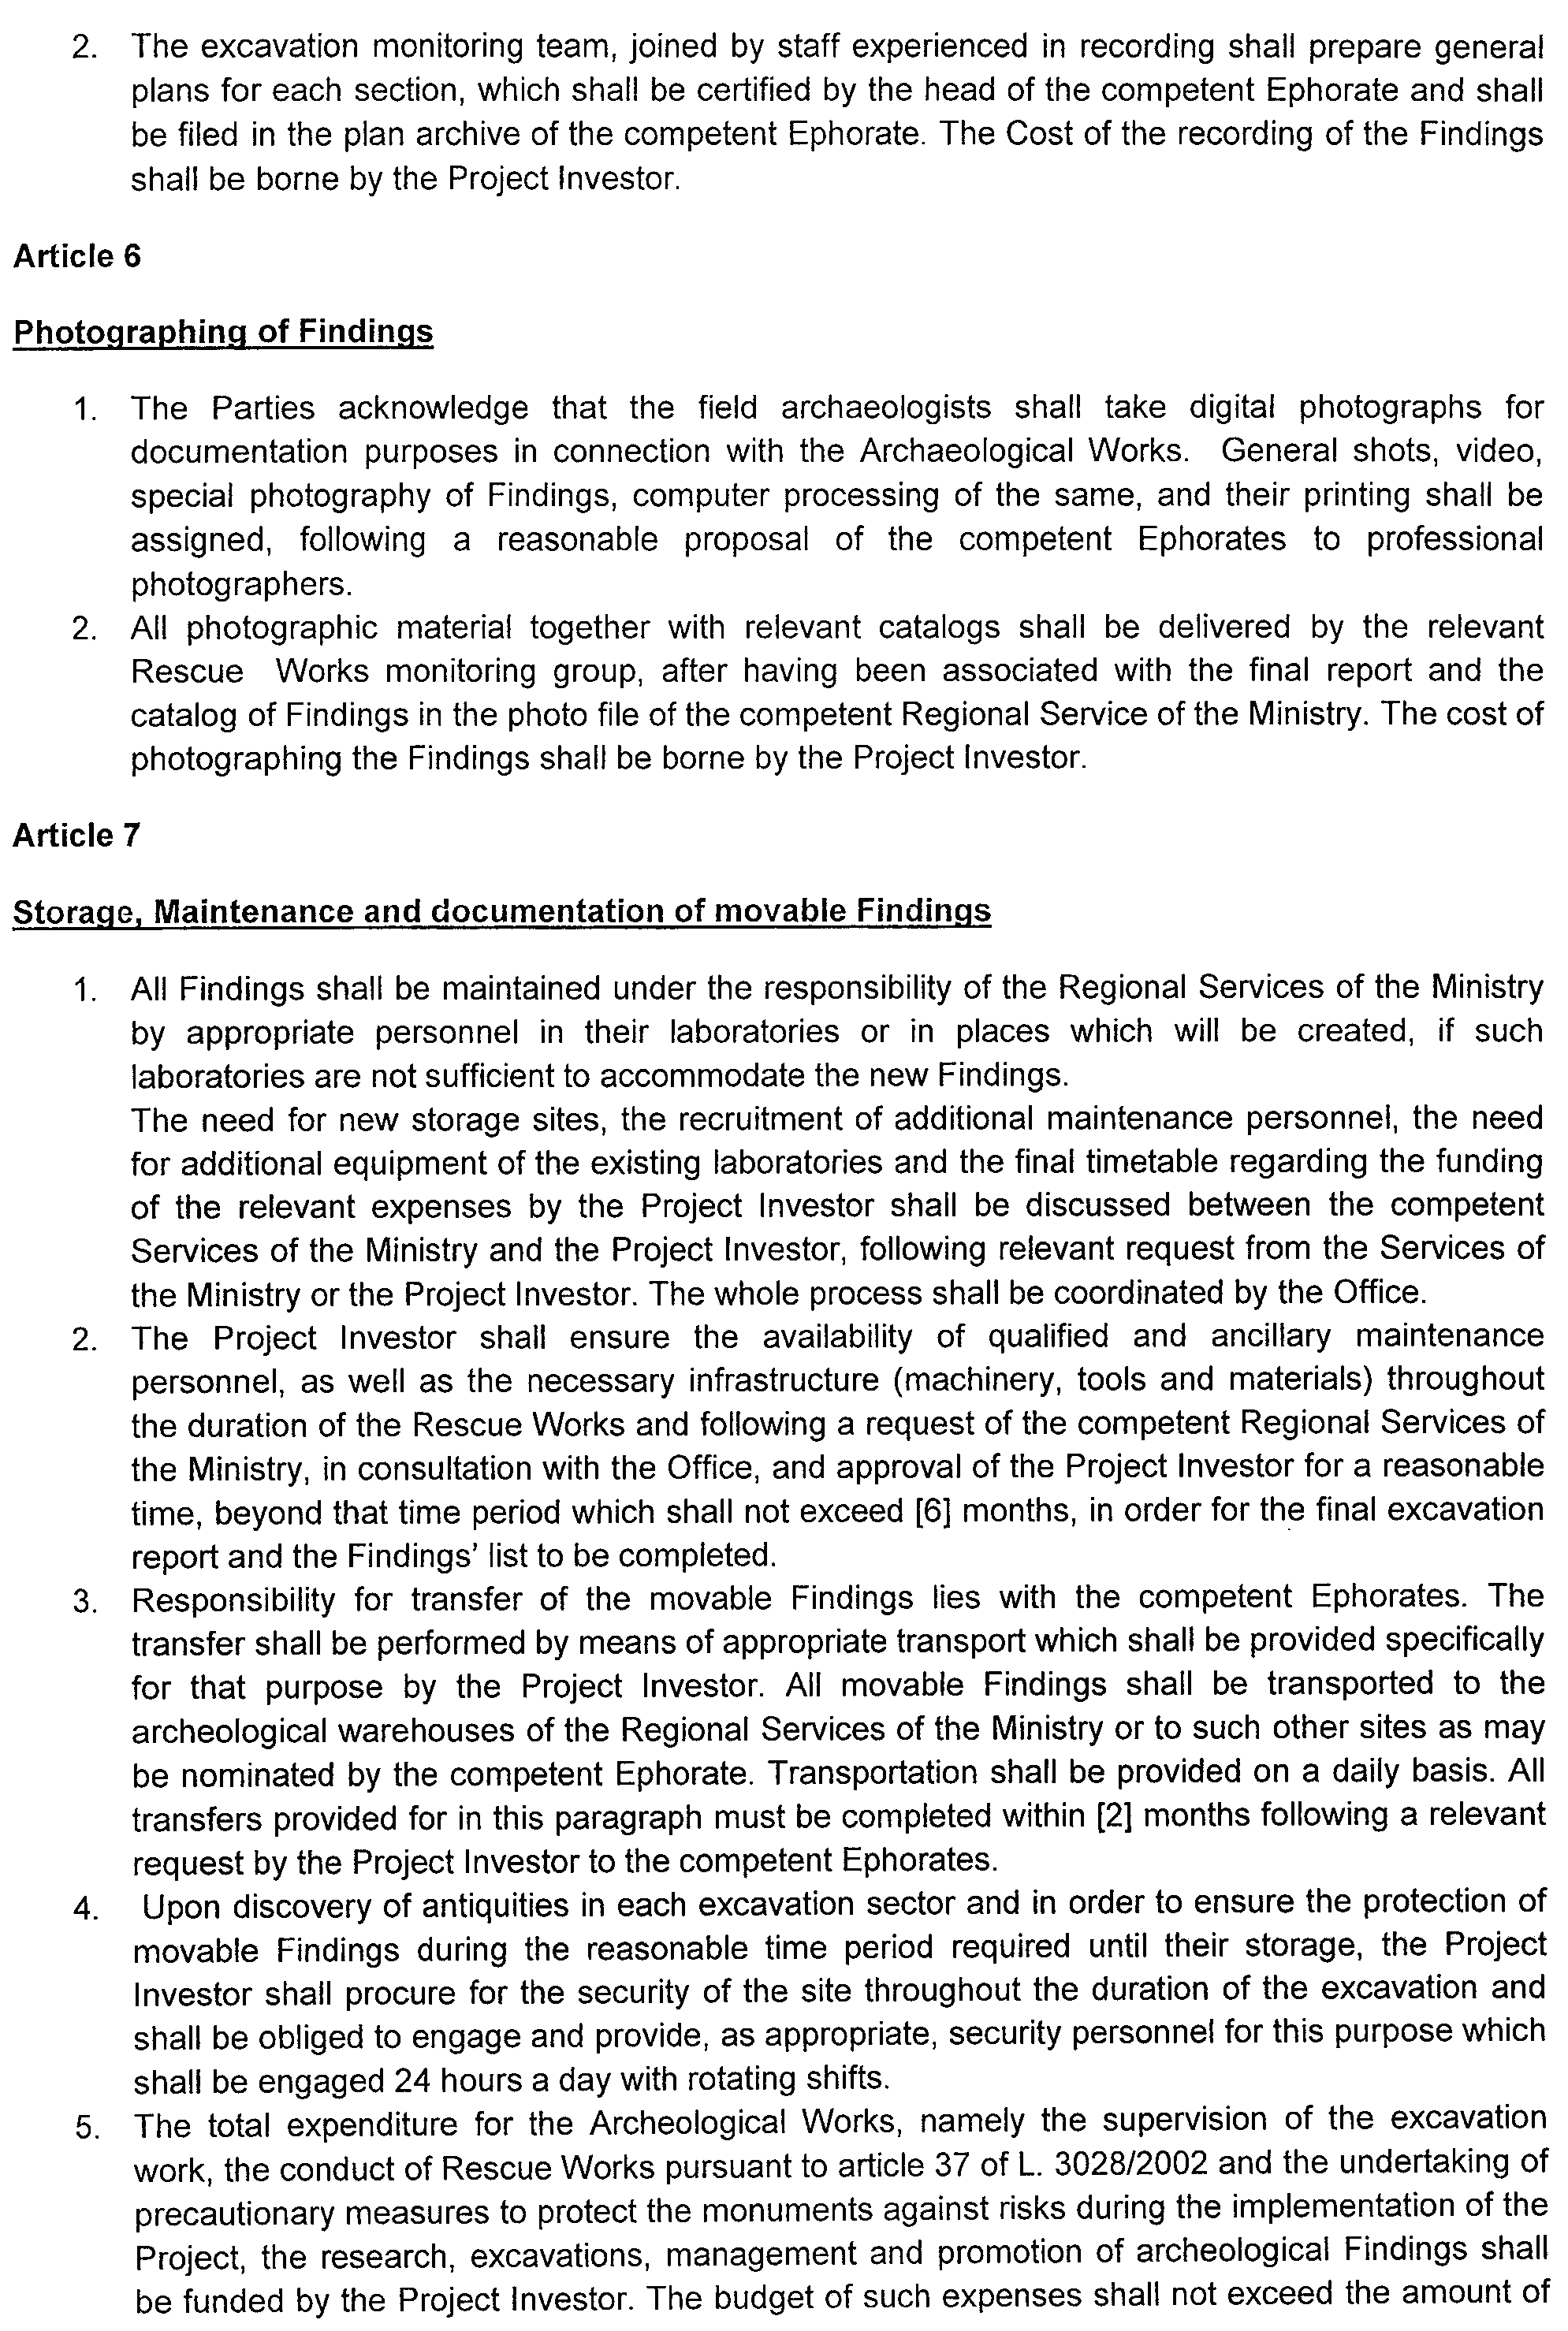 2. The excavation monitoring team, joined by staff experienced in recording shall prepare general
plans for each section, which shall be certified by the head of the competent Ephorate and shall
be filed in the plan archive of the competent Ephorate. The Cost of the recording of the Findings
shall be borne by the Project Investor.
Article 6
Photographing of Findings
1. The Parties acknowledge that the field archaeologists shall take digital photographs for
documentation purposes in connection with the Archaeological Works. General shots, video,
special photography of Findings, computer processing of the same, and their printing shall be
assigned, following a reasonable proposal of the competent Ephorates to professional
photographers.
2. All photographic material together with relevant catalogs shall be delivered by the relevant
Rescue Works monitoring group, after having been associated with the final report and the
catalog of Findings in the photo file of the competent Regional Service of the Ministry. The cost of
photographing the Findings shall be borne by the Project Investor.
Article 7
Storage, Maintenance and documentation of movable Findings
1. All Findings shall be maintained under the responsibility of the Regional Services of the Ministry
by appropriate personnel in their laboratories or in places which will be created, if such
laboratories are not sufficient to accommodate the new Findings.
The need for new storage sites, the recruitment of additional maintenance personnel, the need
for additional equipment of the existing laboratories and the final timetable regarding the funding
of the relevant expenses by the Project Investor shall be discussed between the competent
Services of the Ministry and the Project Investor, following relevant request from the Services of
the Ministry or the Project Investor. The whole process shall be coordinated by the Office.
2. The Project Investor shall ensure the availability of qualified and ancillary maintenance
personnel, as well as the necessary infrastructure (machinery, tools and materials) throughout
the duration of the Rescue Works and following a request of the competent Regional Services of
the Ministry, in consultation with the Office, and approval of the Project Investor for a reasonable
time, beyond that time period which shall not exceed [6] months, in order for the final excavation
report and the Findings' list to be completed.
3. Responsibility for transfer of the movable Findings lies with the competent Ephorates. The
transfer shall be performed by means of appropriate transport which shall be provided specifically
for that purpose by the Project Investor. All movable Findings shall be transported to the
archeological warehouses of the Regional Services of the Ministry or to such other sites as may
be nominated by the competent Ephorate. Transportation shall be provided on a daily basis. All
transfers provided for in this paragraph must be completed within [2] months following a relevant
request by the Project Investor to the competent Ephorates.
4. Upon discovery of antiquities in each excavation sector and in order to ensure the protection of
movable Findings during the reasonable time period required until their storage, the Project
Investor shall procure for the security of the site throughout the duration of the excavation and
shall be obliged to engage and provide, as appropriate, security personnel for this purpose which
shall be engaged 24 hours a day with rotating shifts.
5. The total expenditure for the Archeological Works, namely the supervision of the excavation
work, the conduct of Rescue Works pursuant to article 37 of L. 3028/2002 and the undertaking of
precautionary measures to protect the monuments against risks during the implementation of the
Project, the research, excavations, management and promotion of archeological Findings shall
be funded by the Project Investor. The budget of such expenses shall not exceed the amount of